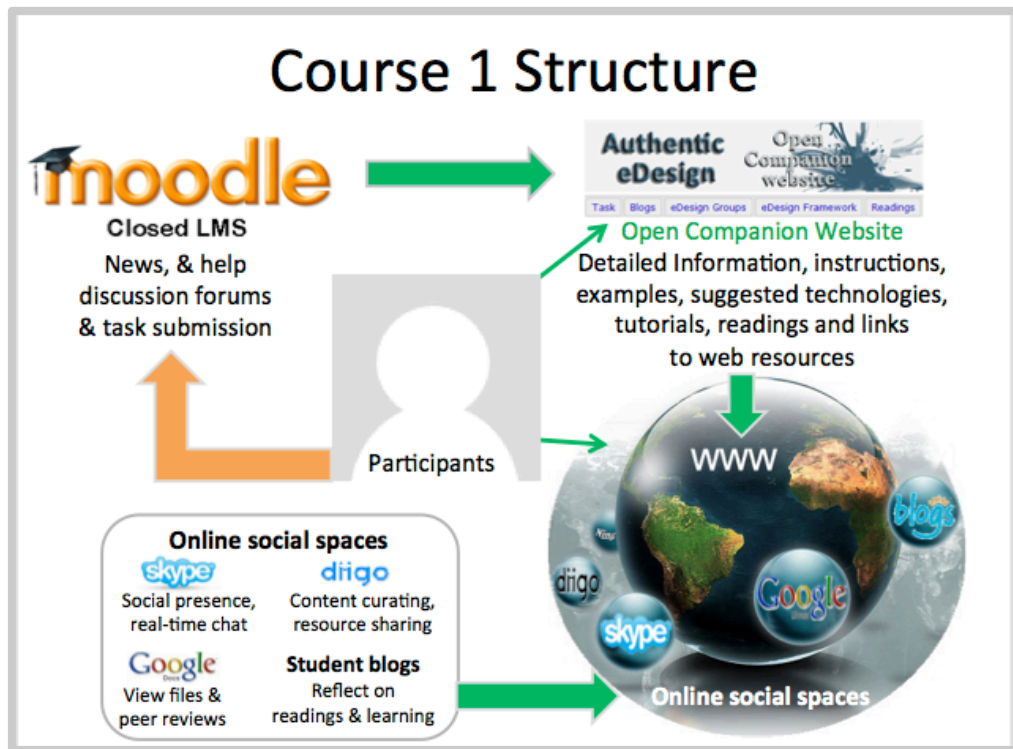 Course 1 Structure
moodle
Closed LMS
News, & help
discussion forums
& task submission
Authentic
eDesign
Open
Companion
website
Task Blogs eDesign Groups eDesign Framework Readings
Open Companion Website
Detailed Information, instructions,
examples, suggested technologies,
tutorials, readings and links
to web resources
Participants
www
blogs
diigo
Google
skype
Online social spaces
Online social spaces
skype
Social presence,
real-time chat
diigo
Content curating,
resource sharing
Google
Docs
View files &
peer reviews
Student blogs
Reflect on
readings & learning